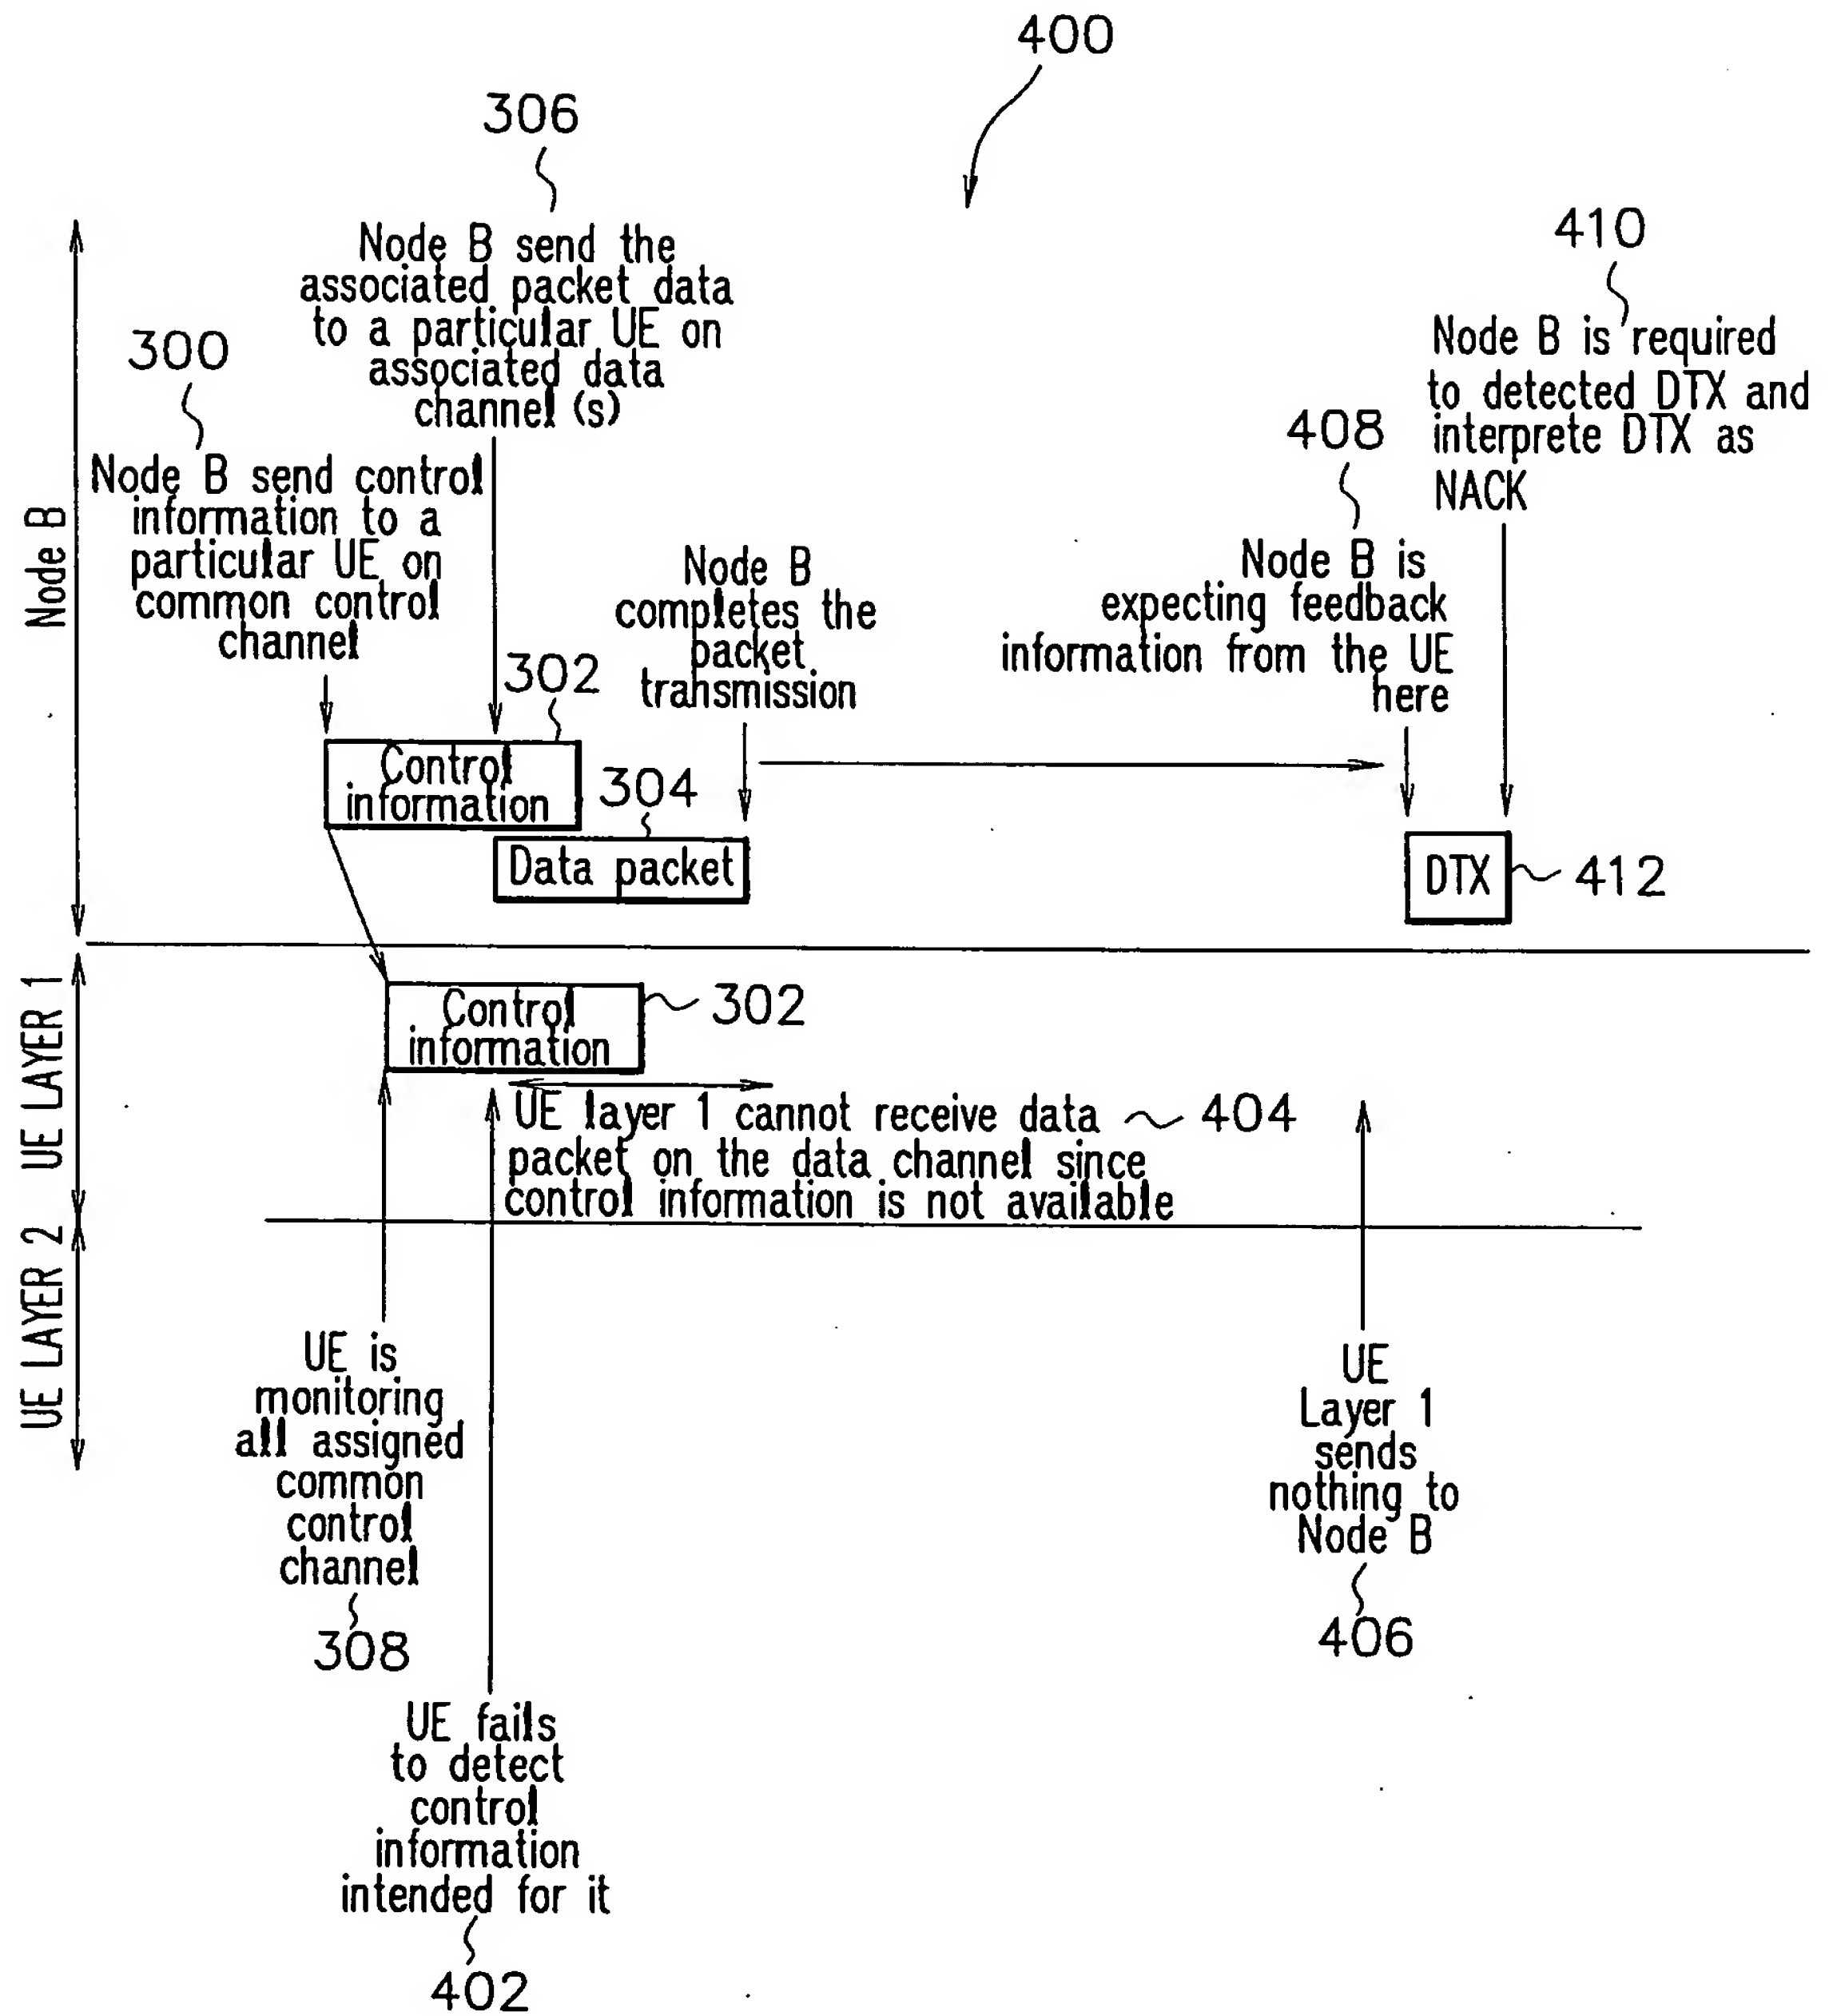 400
306
Node B send the
associated packet data
to a particular UE on
associated data
channel (s)
300
Node B send control
information to a
particular UE on
common control
channel
410
Node B is required
to detected DTX and
interprete DTX as
NACK
408
Node B is
expecting feedback
information from the UE
here
Node B
completes the
packet
transmission
Node B
302
Control
information
304
Data packet
DTX
412
UE LAYER 1
Control
information
302
UE layer 1 cannot receive data
packet on the data channel since
control information is not available
404
UE LAYER 2
UE is
monitoring
all assigned
common
control
channel
308
UE
Layer 1
sends
nothing to
Node B
406
UE fails
to detect
control
information
intended for it
402